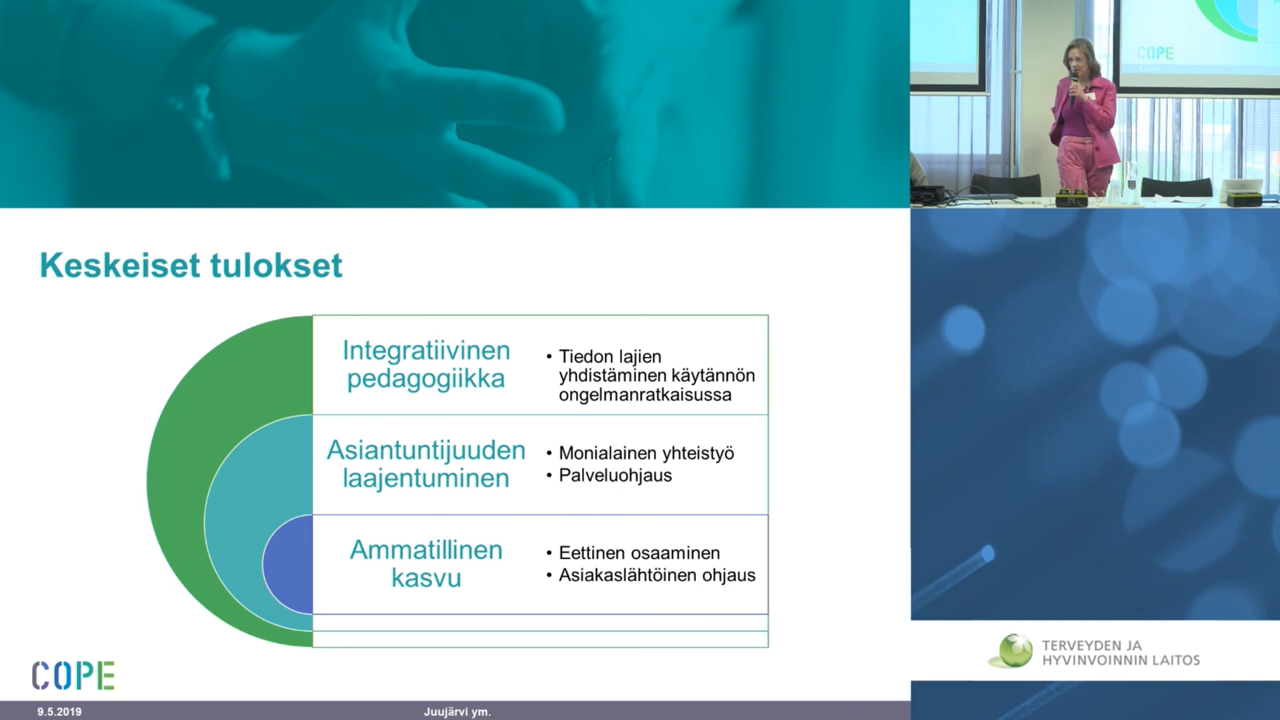 COPE
Keskeiset tulokset
Integratiivinen
pedagogiikka
• Tiedon lajien
yhdistäminen käytännön
ongelmanratkaisussa
Asiantuntijuuden
laajentuminen
• Monialainen yhteistyö
• Palveluohjaus
Ammatillinen
kasvu
• Eettinen osaaminen
• Asiakaslähtöinen ohjaus
COPE
9.5.2019
Juujärvi ym.
TERVEYDEN JA
HYVINVOINNIN LAITOS